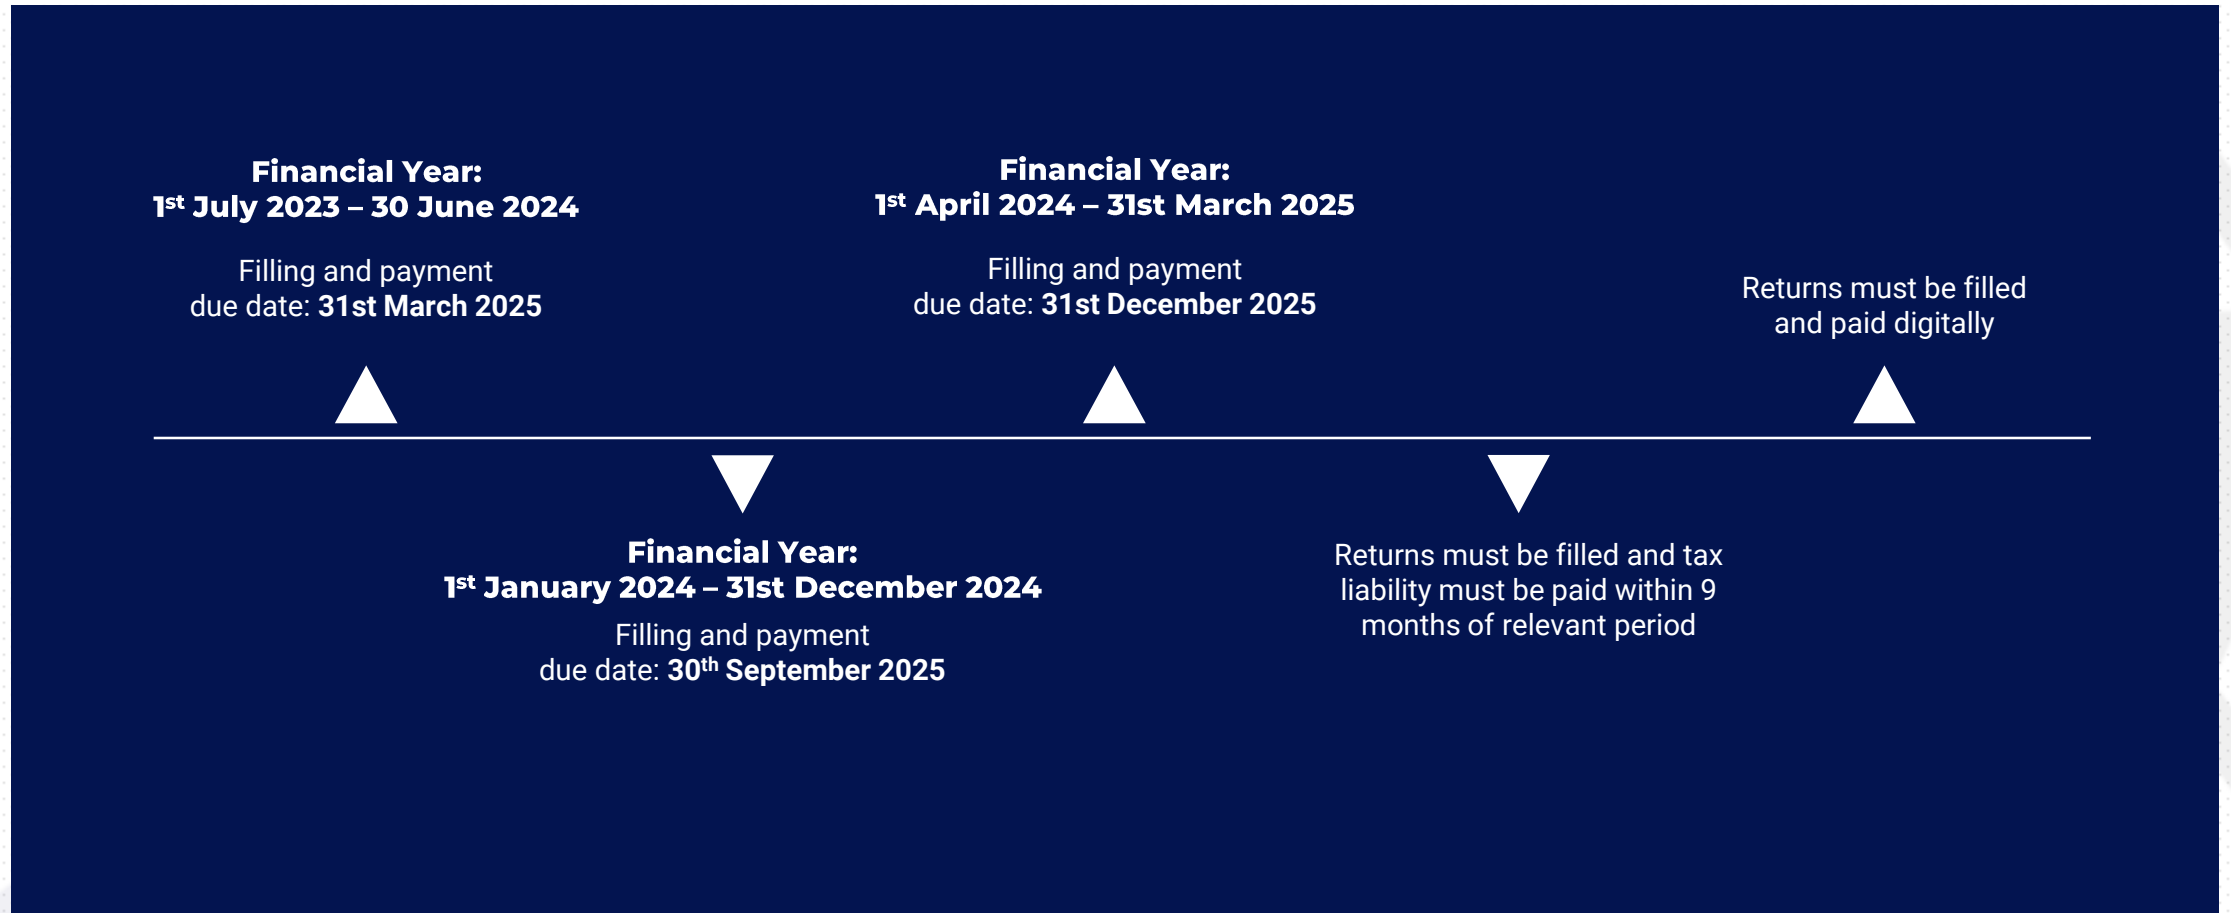 Financial Year:
1st July 2023 – 30 June 2024
Filling and payment
due date: 31st March 2025
Financial Year:
1st January 2024 – 31st December 2024
Filling and payment
due date: 30th September 2025
Financial Year:
1st April 2024 – 31st March 2025
Filling and payment
due date: 31st December 2025
Returns must be filled and tax
liability must be paid within 9
months of relevant period
Returns must be filled
and paid digitally